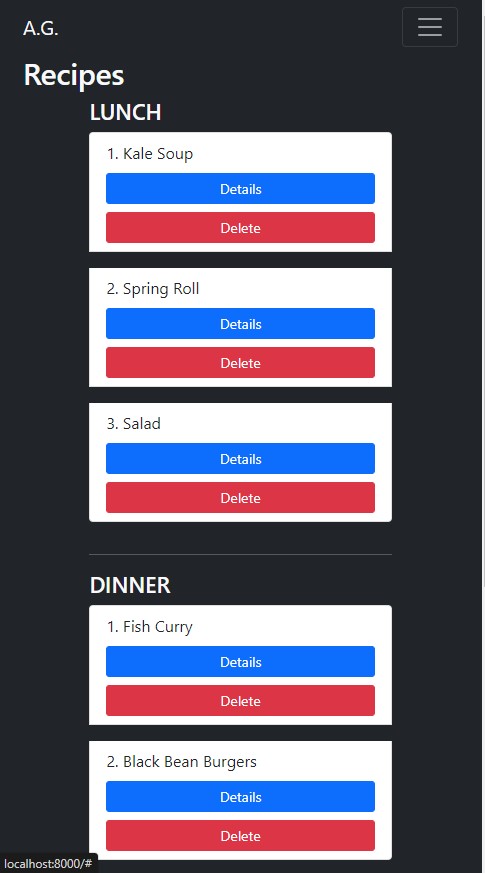 A.G.
Recipes
LUNCH
1. Kale Soup
Details
Delete
2. Spring Roll
Details
Delete
3. Salad
Details
Delete
DINNER
1. Fish Curry
Details
Delete
2. Black Bean Burgers
Details
Delete
localhost:8000/#